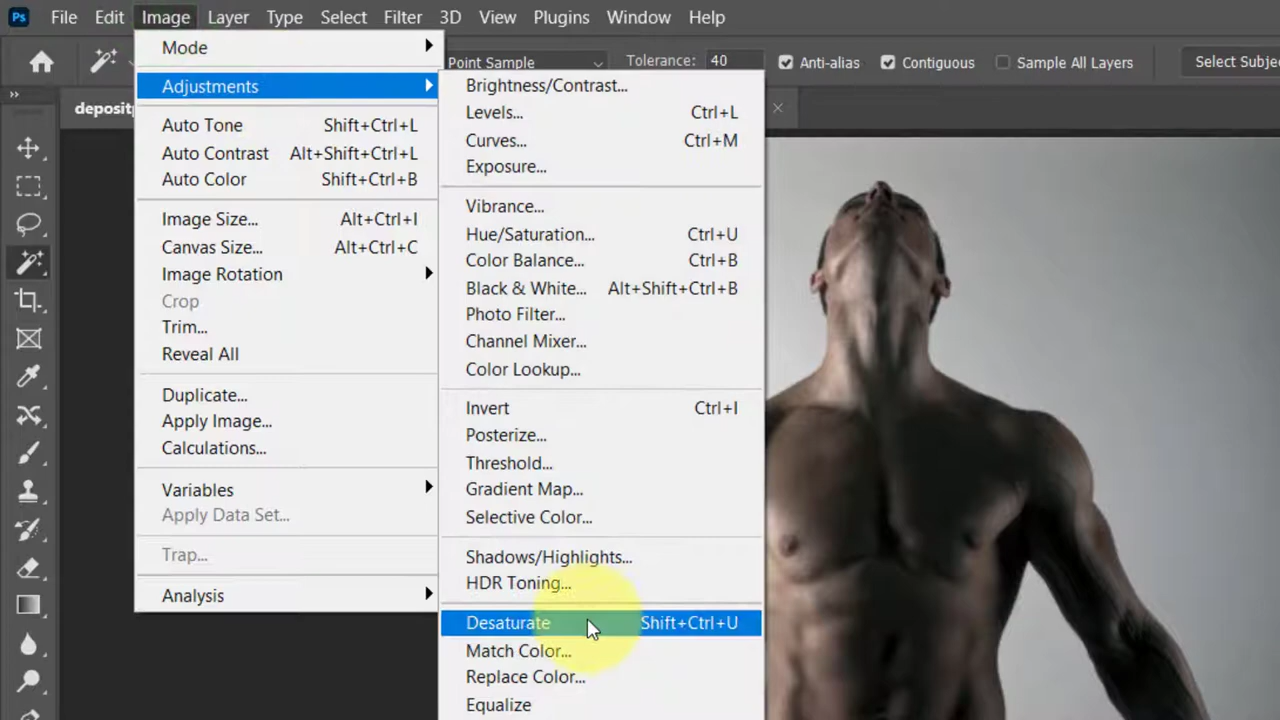 Ps File Edit Image Layer Type Select Filter 3D View Plugins Window Help
Point Sample Tolerance: 40 Anti-alias Contiguous Sample All Layers
Mode
Adjustments
Auto Tone Shift+Ctrl+L
Auto Contrast Alt+Shift+Ctrl+L
Auto Color Shift+Ctrl+B
Image Size... Alt+Ctrl+I
Canvas Size... Alt+Ctrl+C
Image Rotation
Crop
Trim...
Reveal All
Duplicate...
Apply Image...
Calculations...
Variables
Apply Data Set...
Trap...
Analysis
Brightness/Contrast...
Levels... Ctrl+L
Curves... Ctrl+M
Exposure...
Vibrance...
Hue/Saturation... Ctrl+U
Color Balance... Ctrl+B
Black & White... Alt+Shift+Ctrl+B
Photo Filter...
Channel Mixer...
Color Lookup...
Invert Ctrl+I
Posterize...
Threshold...
Gradient Map...
Selective Color...
Shadows/Highlights...
HDR Toning...
Desaturate Shift+Ctrl+U
Match Color...
Replace Color...
Equalize